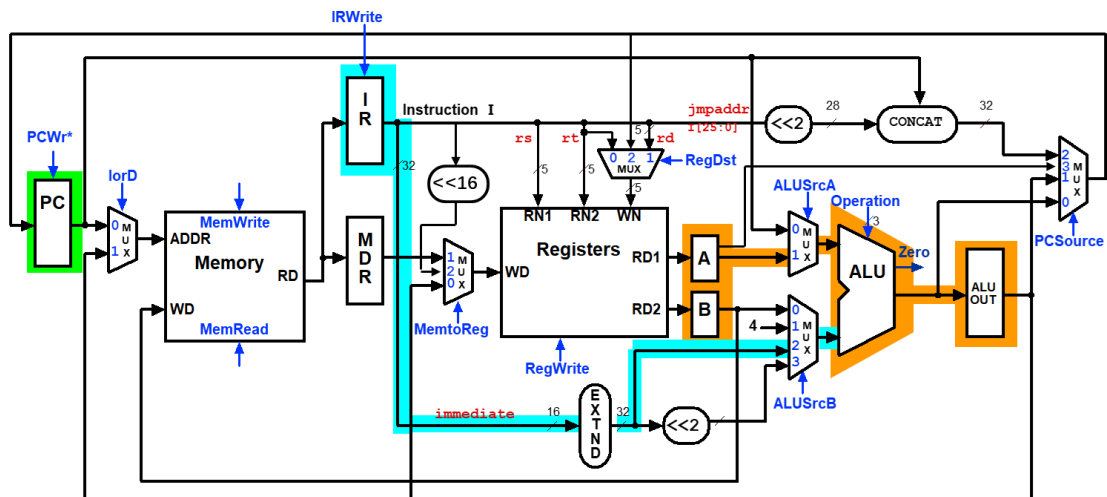 IRWrite
PCWr*
PC
IorD
0 MUX 1
MemWrite
ADDR
Memory
RD
WD
MemRead
IR
Instruction I
32
<<16
MDR
1 MUX 2 0
MemtoReg
WD
rs
rt
rd
5
5
5
0 2 1
MUX
RegDst
5
RN1 RN2 WN
Registers
RD1
RD2
RegWrite
jmpaddr
I[25:0]
<<2
28
CONCAT
32
2 3 1 0 MUX
PCSource
A
B
ALUSrcA
0 MUX 1
Operation
3
ALU
Zero
ALU
OUT
4
0 1 2 3 MUX
ALUSrcB
immediate
16
EXTND
32
<<2